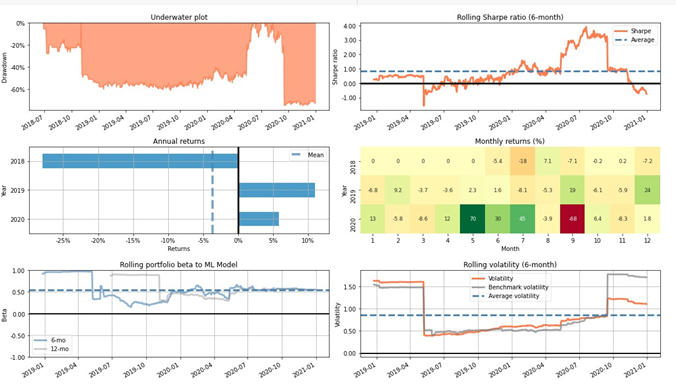 Underwater plot
0%
-20%
-40%
-60%
Drawdown
2018-07
2018-10
2019-01
2019-04
2019-07
2019-10
2020-01
2020-04
2020-07
2020-10
2021-01
Rolling Sharpe ratio (6-month)
4.00
3.00
2.00
1.00
0.00
-1.00
Sharpe ratio
Sharpe
Average
2019-01
2019-04
2019-07
2019-10
2020-01
2020-04
2020-07
2020-10
2021-01
Annual returns
2018
2019
2020
Year
Mean
-25% -20% -15% -10% -5% 0% 5% 10%
Returns
Monthly returns (%)
2018 0 0 0 0 0 -5.4 -18 7.1 -7.1 -0.2 0.2 -7.2
2019 -6.8 9.2 -3.7 -3.6 2.3 1.6 -8.1 -5.3 19 -6.1 -5.9 24
2020 13 -5.8 -8.6 12 70 30 45 -3.9 -68 6.4 -8.3 1.8
Year
1 2 3 4 5 6 7 8 9 10 11 12
Month
Rolling portfolio beta to ML Model
1.00
0.50
0.00
-0.50
-1.00
Beta
6-mo
12-mo
2019-01
2019-04
2019-07
2019-10
2020-01
2020-04
2020-07
2020-10
2021-01
Rolling volatility (6-month)
1.50
1.00
0.50
0.00
Volatility
Volatility
Benchmark volatility
Average volatility
2019-01
2019-04
2019-07
2019-10
2020-01
2020-04
2020-07
2020-10
2021-01